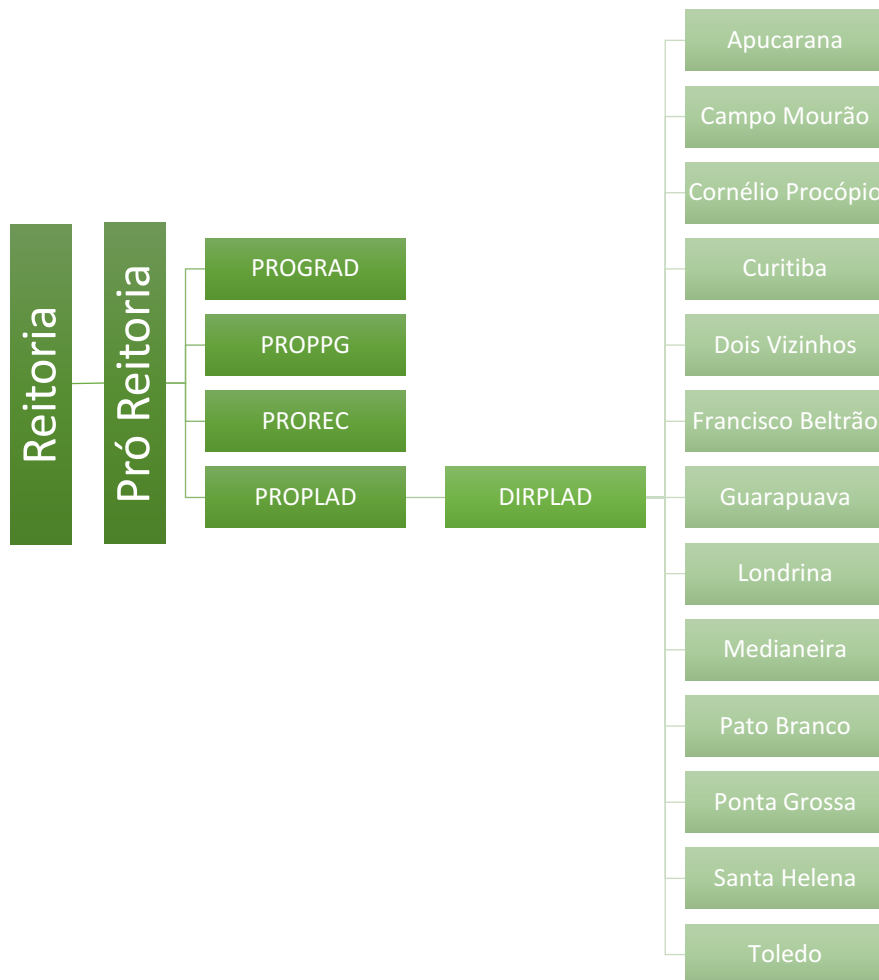 Reitoria
Pró Reitoria
PROGRAD
PROPPG
PROREC
PROPLAD
DIRPLAD
Apucarana
Campo Mourão
Cornélio Procópio
Curitiba
Dois Vizinhos
Francisco Beltrão
Guarapuava
Londrina
Medianeira
Pato Branco
Ponta Grossa
Santa Helena
Toledo